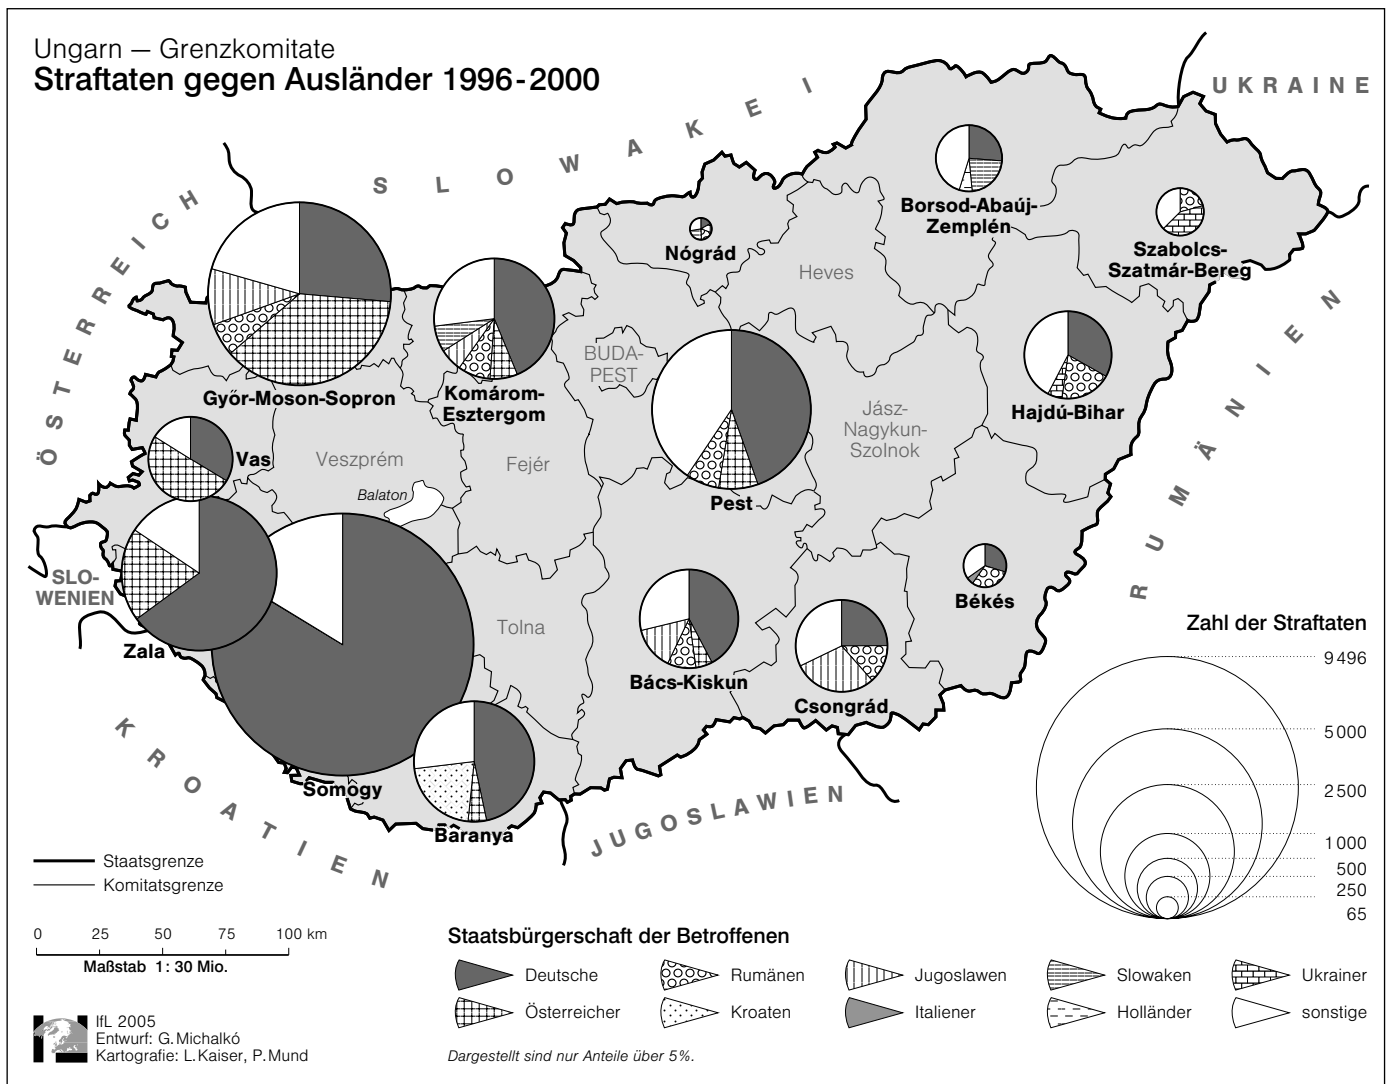 Ungarn — Grenzkomitate
Straftaten gegen Ausländer 1996-2000
UKRAINE
SLOWAKEI
ÖSTERREICH
RUMÄNIEN
Borsod-Abaúj-
Zemplén
Szabolcs-
Szatmár-Bereg
Nógrád
Heves
BUDA-
PEST
Győr-Moson-Sopron
Komárom-
Esztergom
Hajdú-Bihar
Jász-
Nagykun-
Szolnok
Vas
Veszprém
Fejér
Balaton
Pest
SLO-
WENIEN
Zala
Tolna
Békés
Bács-Kiskun
Csongrád
Somogy
Baranya
KROATIEN
JUGOSLAWIEN
Zahl der Straftaten
9 496
5 000
2 500
1 000
500
250
65
Staatsgrenze
Komitatsgrenze
0 25 50 75 100 km
Maßstab 1 : 30 Mio.
Staatsbürgerschaft der Betroffenen
Deutsche Rumänen Jugoslawen Slowaken Ukrainer
Österreicher Kroaten Italiener Holländer sonstige
Dargestellt sind nur Anteile über 5%.
IfL 2005
Entwurf: G. Michalkó
Kartografie: L. Kaiser, P. Mund